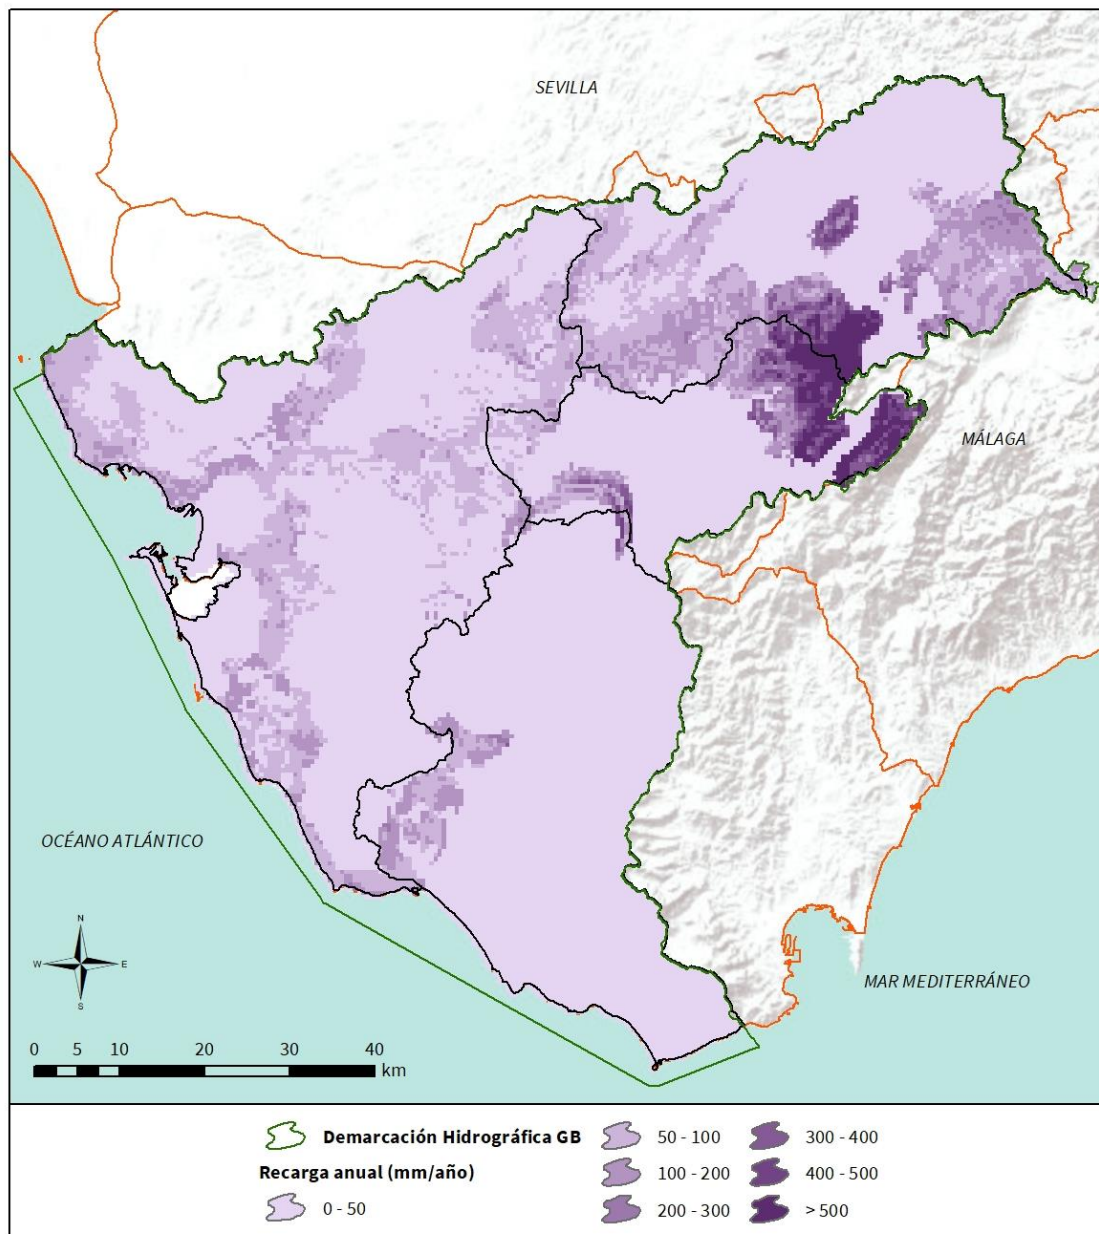 SEVILLA
MÁLAGA
OCÉANO ATLÁNTICO
N
W E
S
MAR MEDITERRÁNEO
0 5 10 20 30 40
km
Demarcación Hidrográfica GB
Recarga anual (mm/año)
0 - 50
50 - 100
100 - 200
200 - 300
300 - 400
400 - 500
> 500